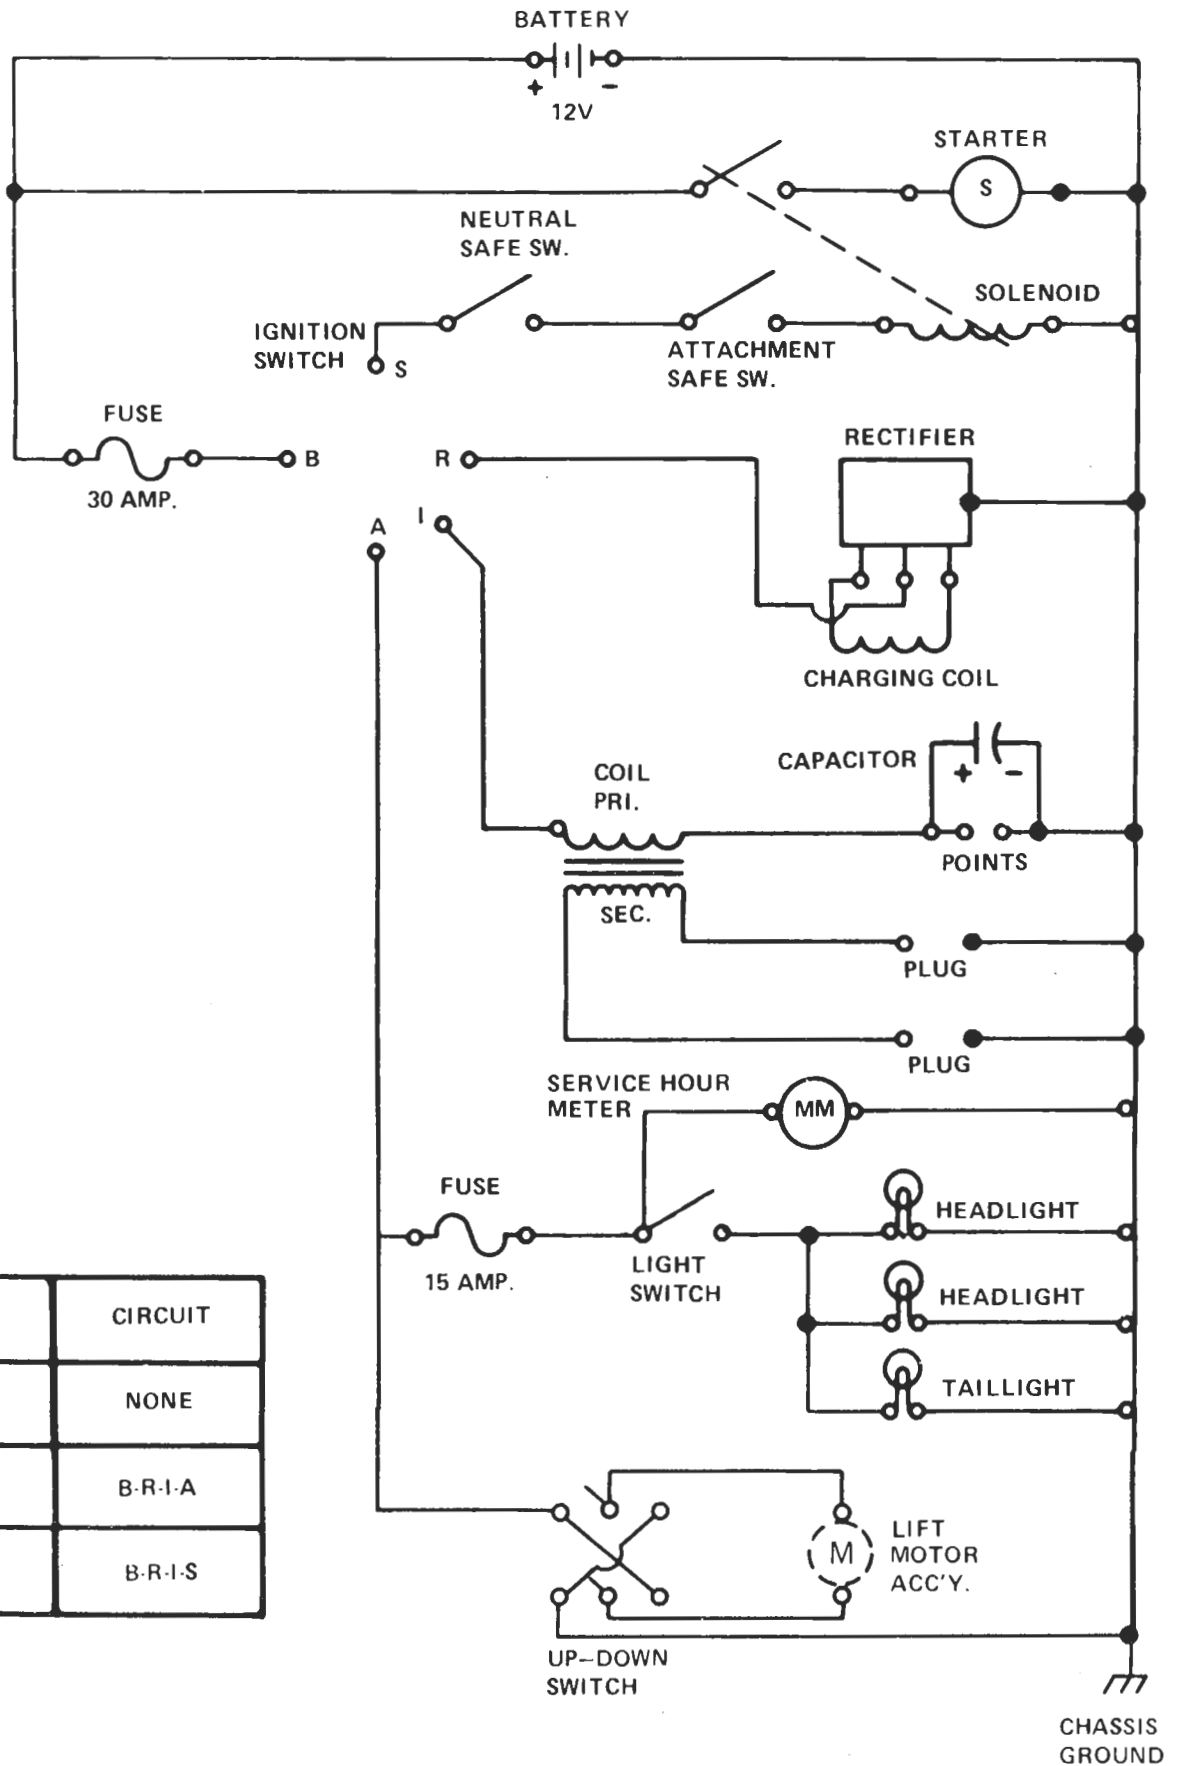 BATTERY
+ −
12V
STARTER
S
NEUTRAL
SAFE SW.
SOLENOID
IGNITION
SWITCH
S
ATTACHMENT
SAFE SW.
FUSE
B
30 AMP.
R
RECTIFIER
A
I
CHARGING COIL
CAPACITOR
+ −
COIL
PRI.
POINTS
SEC.
PLUG
PLUG
SERVICE HOUR
METER
MM
FUSE
15 AMP.
LIGHT
SWITCH
HEADLIGHT
HEADLIGHT
TAILLIGHT
CIRCUIT
NONE
B-R-I-A
B-R-I-S
M
LIFT
MOTOR
ACC'Y.
UP-DOWN
SWITCH
CHASSIS
GROUND